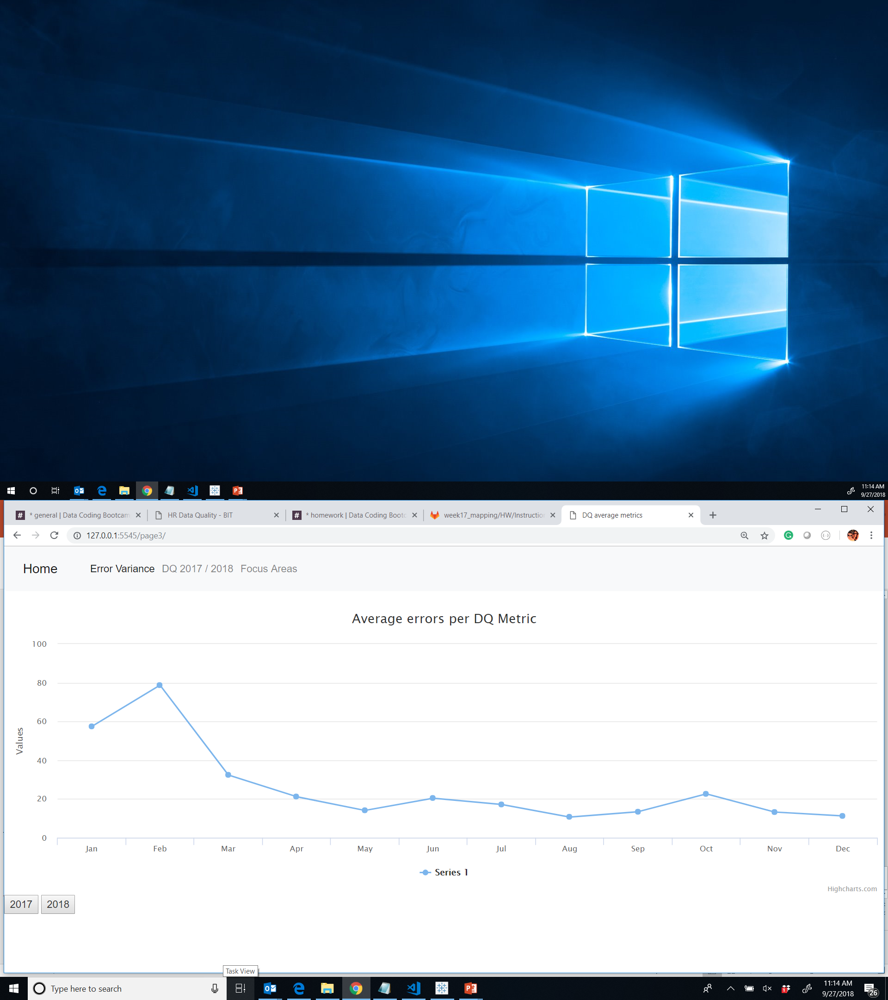 11:14 AM
9/27/2018
* general | Data Coding Bootcam
HR Data Quality - BIT
* homework | Data Coding Bootc
week17_mapping/HW/Instruction
DQ average metrics
127.0.0.1:5545/page3/
Home
Error Variance
DQ 2017 / 2018
Focus Areas
Average errors per DQ Metric
100
80
60
40
20
0
Values
Jan
Feb
Mar
Apr
May
Jun
Jul
Aug
Sep
Oct
Nov
Dec
Series 1
Highcharts.com
2017
2018
Task View
Type here to search
11:14 AM
9/27/2018
26